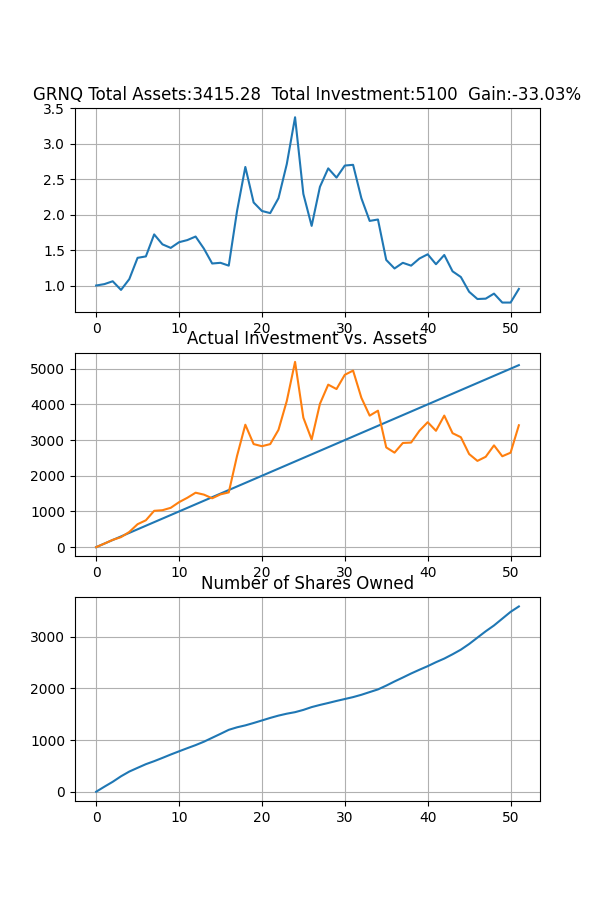 GRNQ Total Assets:3415.28  Total Investment:5100  Gain:-33.03%
3.5
3.0
2.5
2.0
1.5
1.0
0 10 20 30 40 50
Actual Investment vs. Assets
5000
4000
3000
2000
1000
0
0 10 20 30 40 50
Number of Shares Owned
3000
2000
1000
0
0 10 20 30 40 50